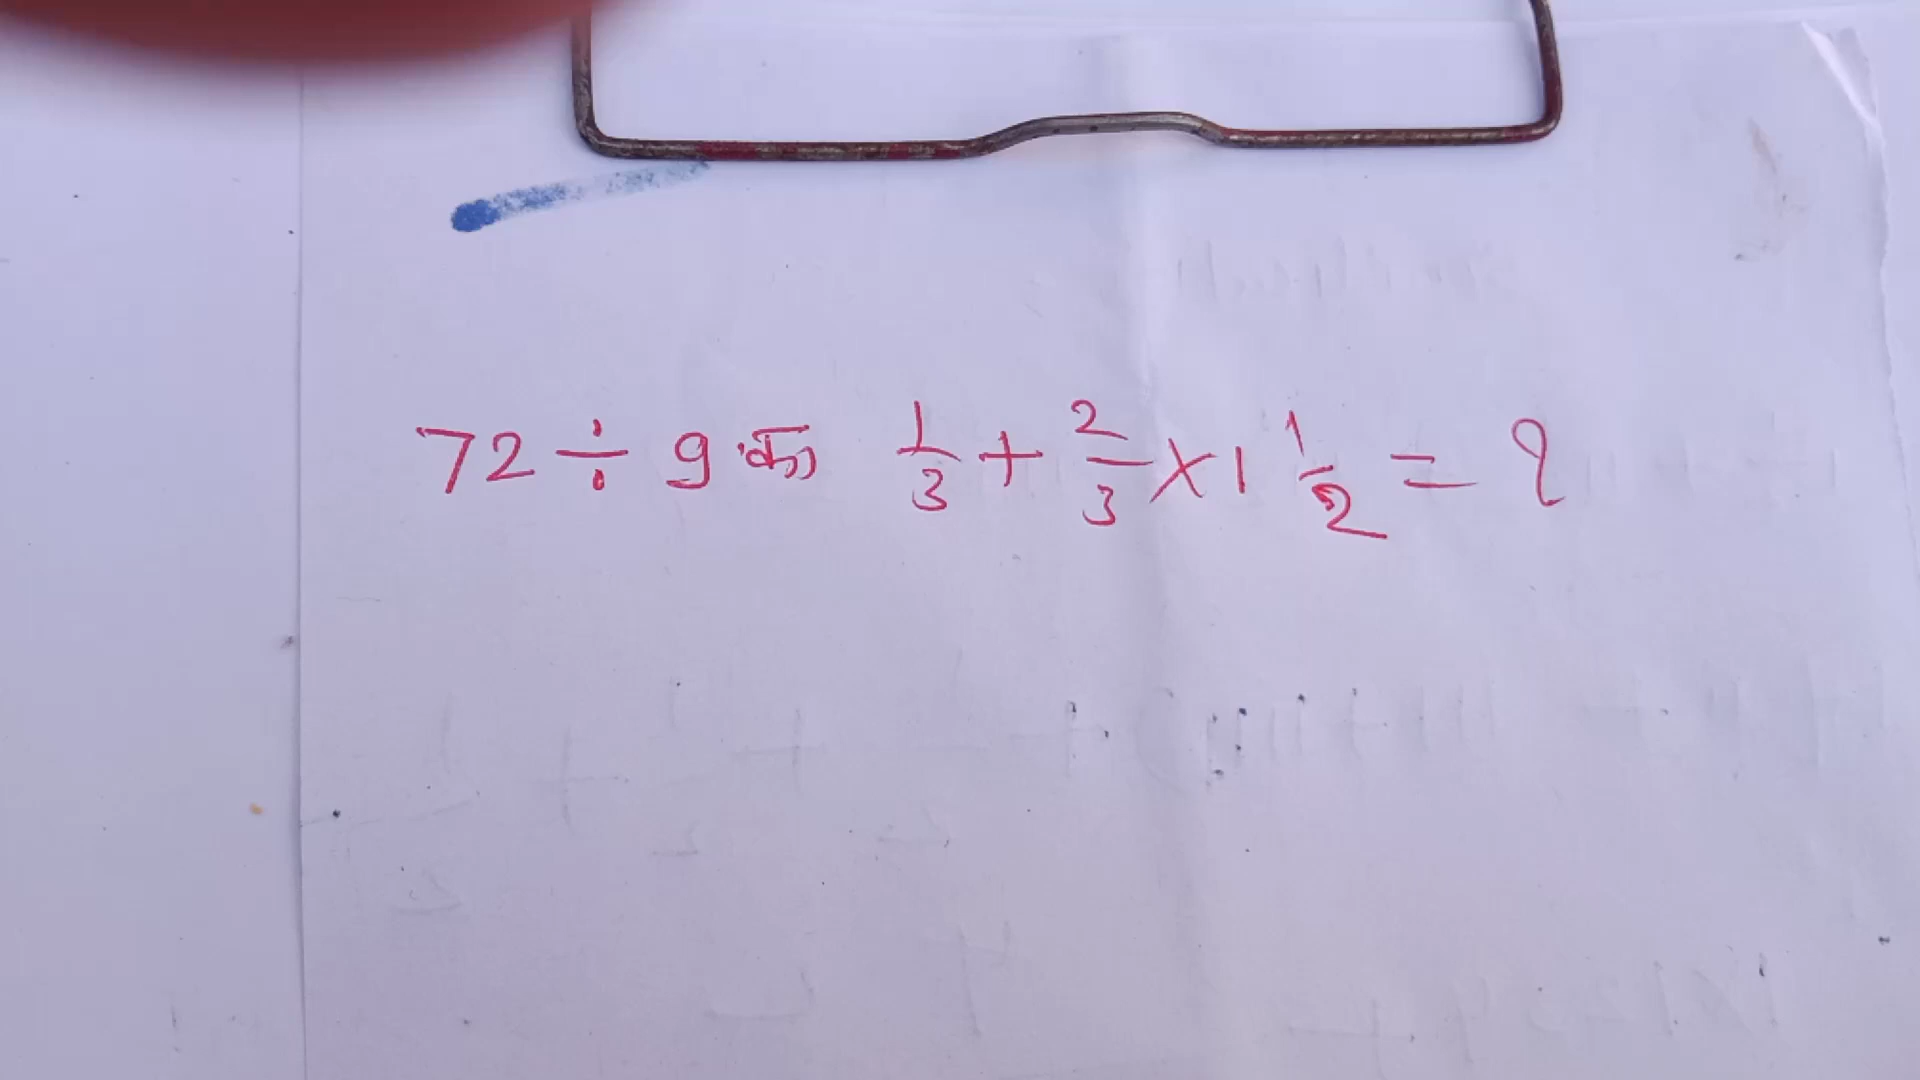 72 ÷ 9 का 1/3 + 2/3 × 1 1/2 = ?